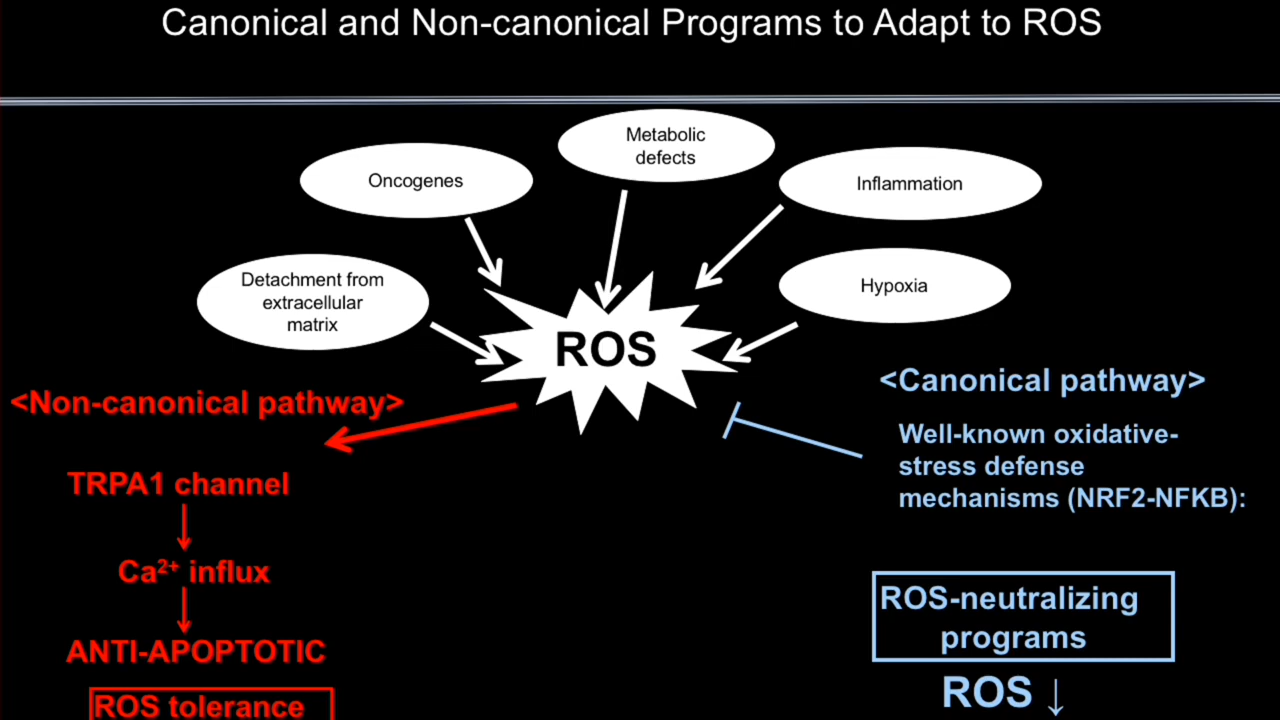 Canonical and Non-canonical Programs to Adapt to ROS
Metabolic
defects
Oncogenes
Inflammation
Detachment from
extracellular
matrix
Hypoxia
ROS
<Non-canonical pathway>
TRPA1 channel
Ca²⁺ influx
ANTI-APOPTOTIC
ROS tolerance
<Canonical pathway>
Well-known oxidative-
stress defense
mechanisms (NRF2-NFKB):
ROS-neutralizing
programs
ROS ↓